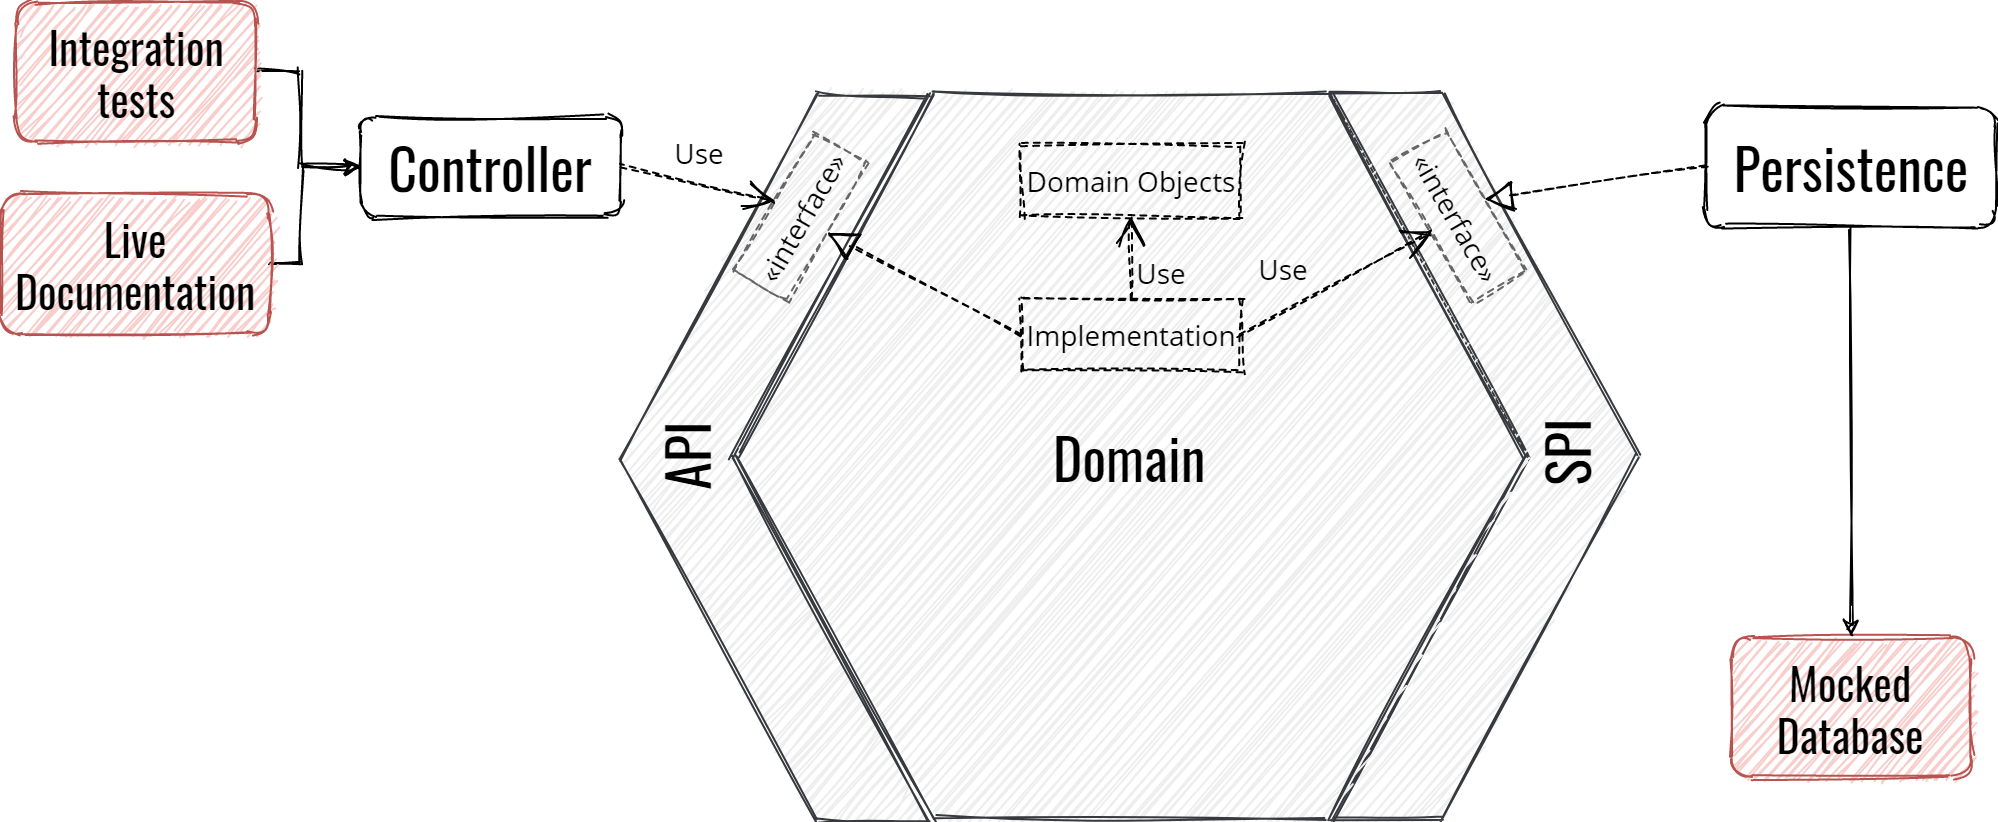 Integration
tests
Live
Documentation
Controller
Use
«interface»
API
Domain Objects
Use
Use
Implementation
Domain
«interface»
SPI
Persistence
Mocked
Database